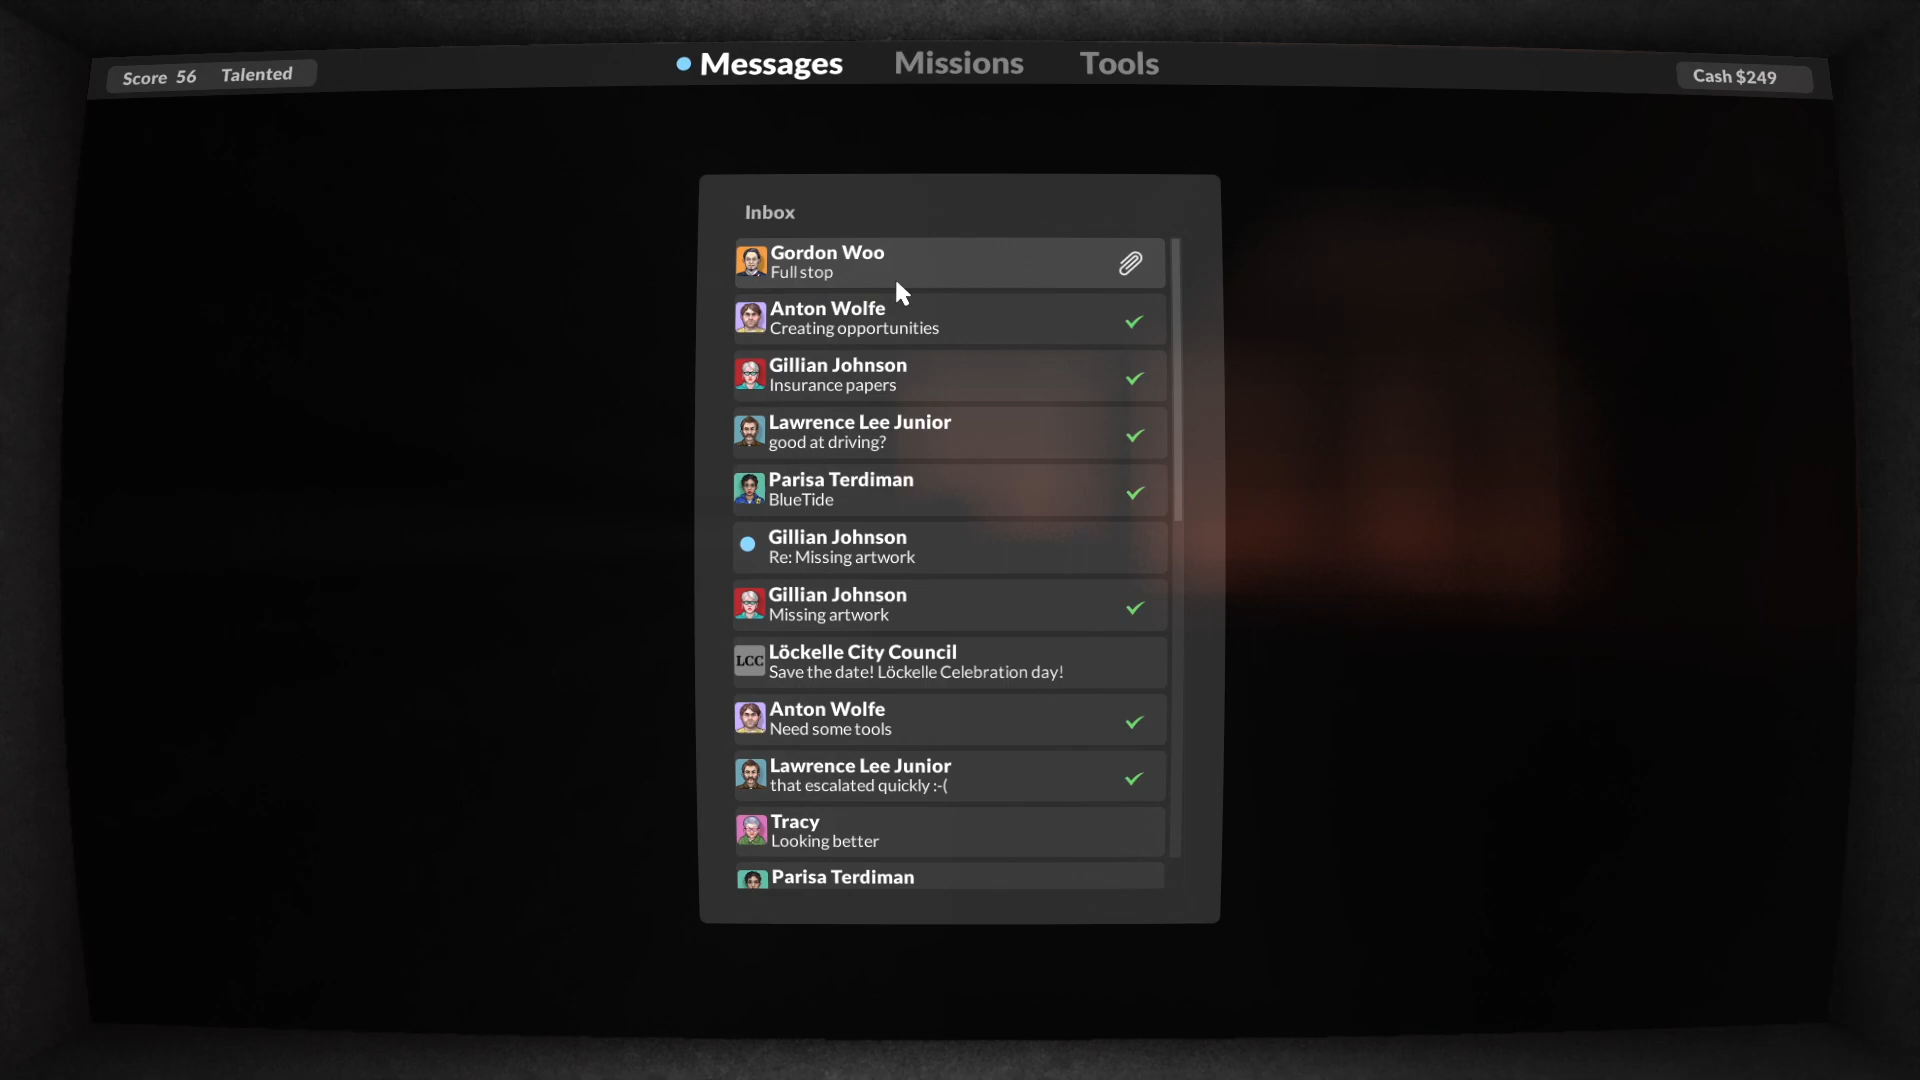 Score 56 Talented
Messages Missions Tools
Cash $249
Inbox
Gordon Woo
Full stop
Anton Wolfe
Creating opportunities
Gillian Johnson
Insurance papers
Lawrence Lee Junior
good at driving?
Parisa Terdiman
BlueTide
Gillian Johnson
Re: Missing artwork
Gillian Johnson
Missing artwork
LCC
Löckelle City Council
Save the date! Löckelle Celebration day!
Anton Wolfe
Need some tools
Lawrence Lee Junior
that escalated quickly :-(
Tracy
Looking better
Parisa Terdiman